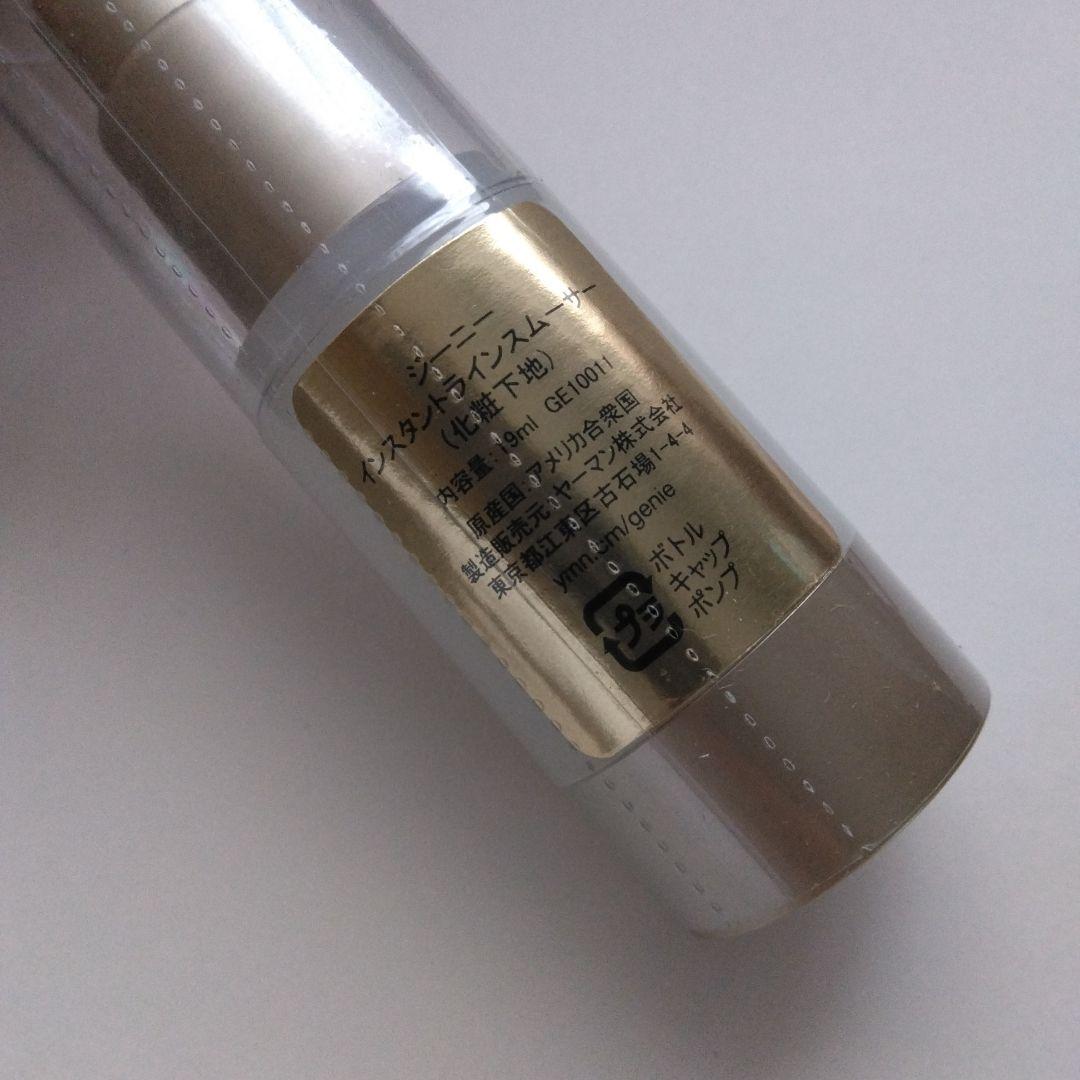 ジーニー
インスタントラインスムーサー
(化粧下地)
内容量:19ml GE10011
原産国:アメリカ合衆国
製造販売元:ヤーマン株式会社
東京都江東区古石場1-4-4
ymn.cm/genie
プラ
ボトル
キャップ
ポンプ